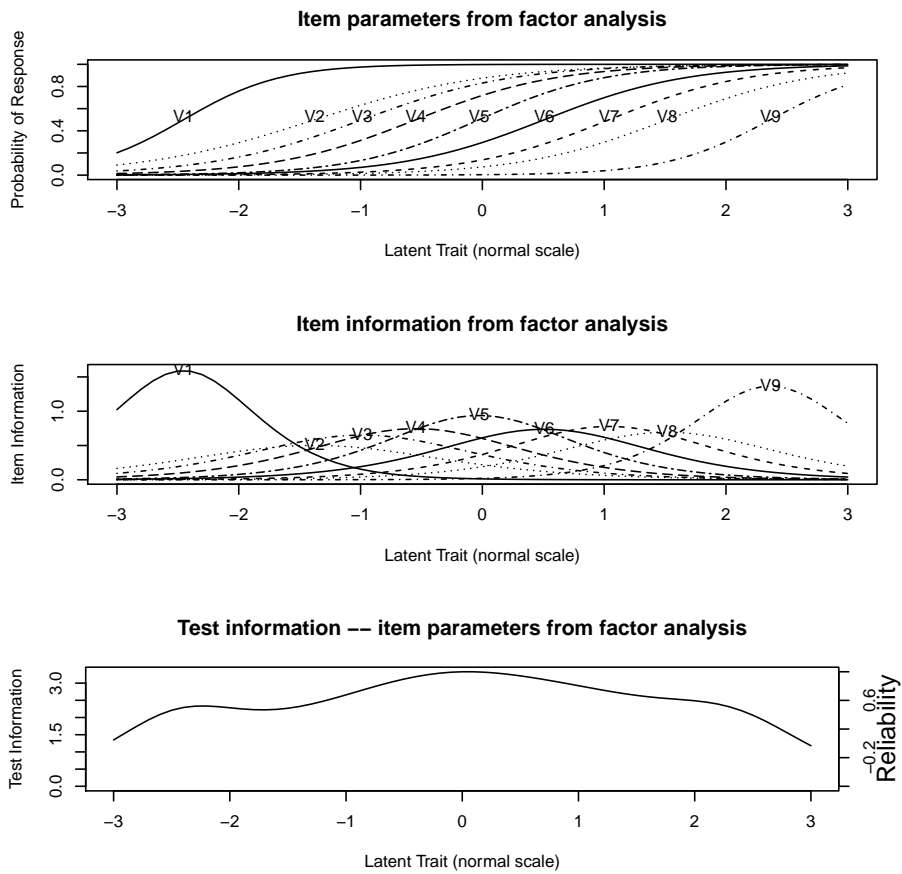 Item parameters from factor analysis
Probability of Response
0.0 0.4 0.8
V1 V2 V3 V4 V5 V6 V7 V8 V9
−3 −2 −1 0 1 2 3
Latent Trait (normal scale)
Item information from factor analysis
Item Information
0.0 1.0
V1 V2 V3 V4 V5 V6 V7 V8 V9
−3 −2 −1 0 1 2 3
Latent Trait (normal scale)
Test information −− item parameters from factor analysis
Test Information
0.0 1.5 3.0
−0.2 0.6
Reliability
−3 −2 −1 0 1 2 3
Latent Trait (normal scale)